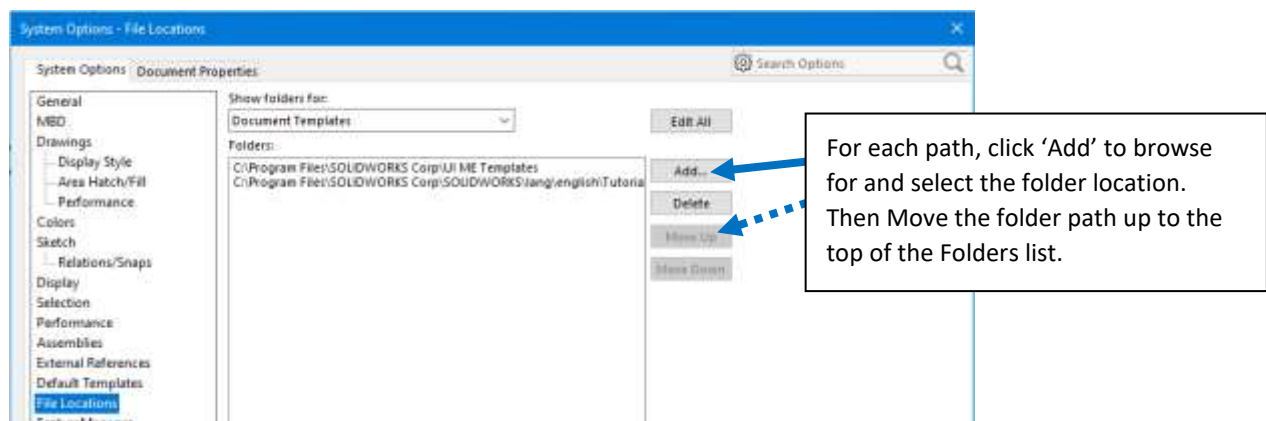 System Options - File Locations
System Options Document Properties
Search Options
General
MBD
Drawings
Display Style
Area Hatch/Fill
Performance
Colors
Sketch
Relations/Snaps
Display
Selection
Performance
Assemblies
External References
Default Templates
File Locations
Show folders for:
Document Templates
Folders:
C:\Program Files\SOLIDWORKS Corp\UI ME Templates
C:\Program Files\SOLIDWORKS Corp\SOLIDWORKS\lang\english\Tutoria
Edit All
Add...
Delete
Move Up
Move Down
For each path, click ‘Add’ to browse
for and select the folder location.
Then Move the folder path up to the
top of the Folders list.